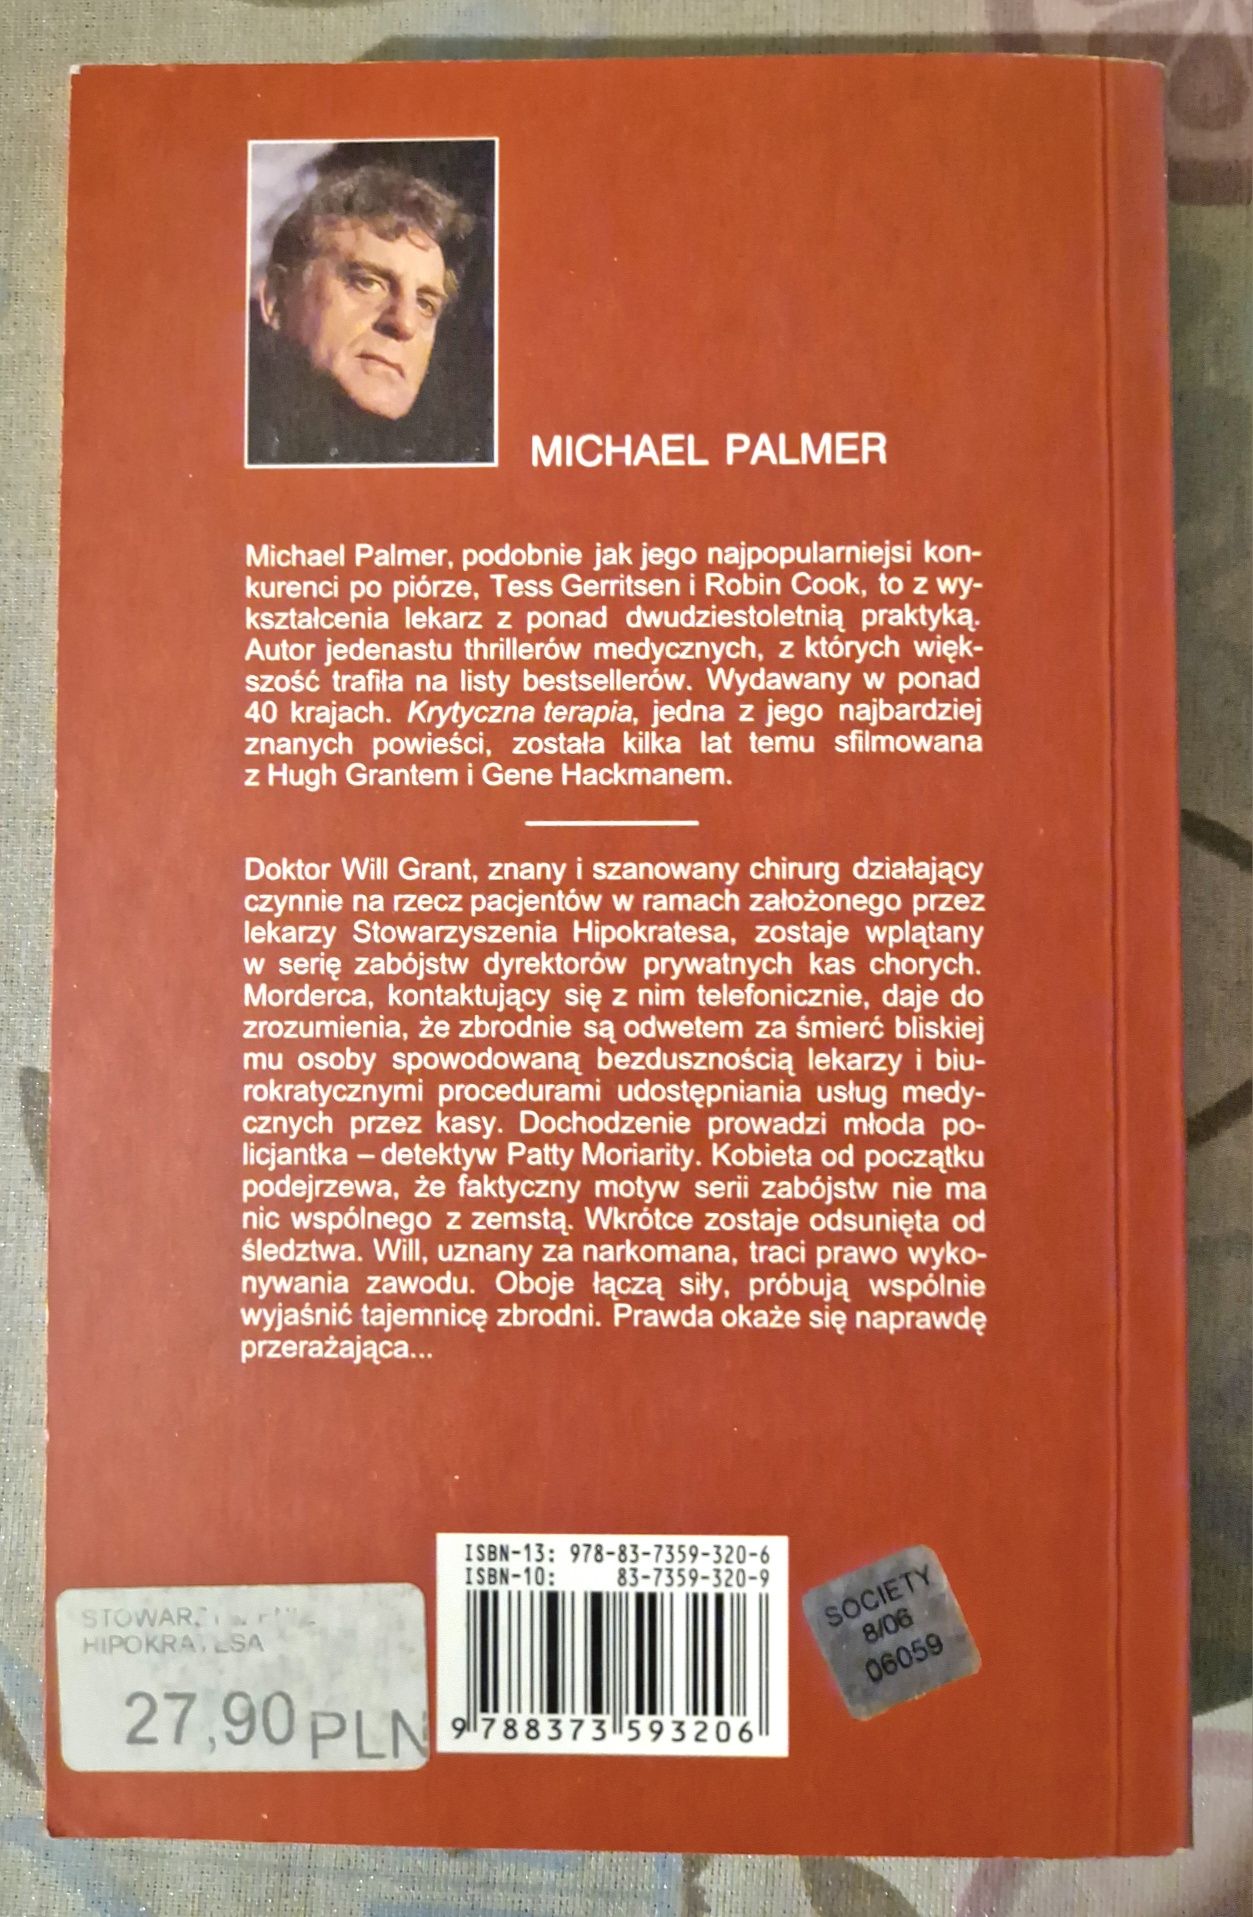 MICHAEL PALMER
Michael Palmer, podobnie jak jego najpopularniejsi kon-
kurenci po piórze, Tess Gerritsen i Robin Cook, to z wy-
kształcenia lekarz z ponad dwudziestoletnią praktyką.
Autor jedenastu thrillerów medycznych, z których więk-
szość trafiła na listy bestsellerów. Wydawany w ponad
40 krajach. Krytyczna terapia, jedna z jego najbardziej
znanych powieści, została kilka lat temu sfilmowana
z Hugh Grantem i Gene Hackmanem.
Doktor Will Grant, znany i szanowany chirurg działający
czynnie na rzecz pacjentów w ramach założonego przez
lekarzy Stowarzyszenia Hipokratesa, zostaje wplątany
w serię zabójstw dyrektorów prywatnych kas chorych.
Morderca, kontaktujący się z nim telefonicznie, daje do
zrozumienia, że zbrodnie są odwetem za śmierć bliskiej
mu osoby spowodowaną bezdusznością lekarzy i biu-
rokratycznymi procedurami udostępniania usług medy-
cznych przez kasy. Dochodzenie prowadzi młoda po-
licjantka – detektyw Patty Moriarity. Kobieta od początku
podejrzewa, że faktyczny motyw serii zabójstw nie ma
nic wspólnego z zemstą. Wkrótce zostaje odsunięta od
śledztwa. Will, uznany za narkomana, traci prawo wyko-
nywania zawodu. Oboje łączą siły, próbują wspólnie
wyjaśnić tajemnicę zbrodni. Prawda okaże się naprawdę
przerażająca...
ISBN-13: 978-83-7359-320-6
ISBN-10: 83-7359-320-9
9 788373 593206
HIPOKRATESA
27,90 PLN
SOCIETY
8/06
06059